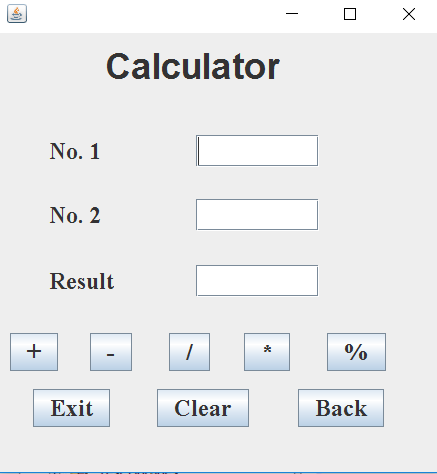 Calculator
No. 1
No. 2
Result
+ - / * %
Exit Clear Back